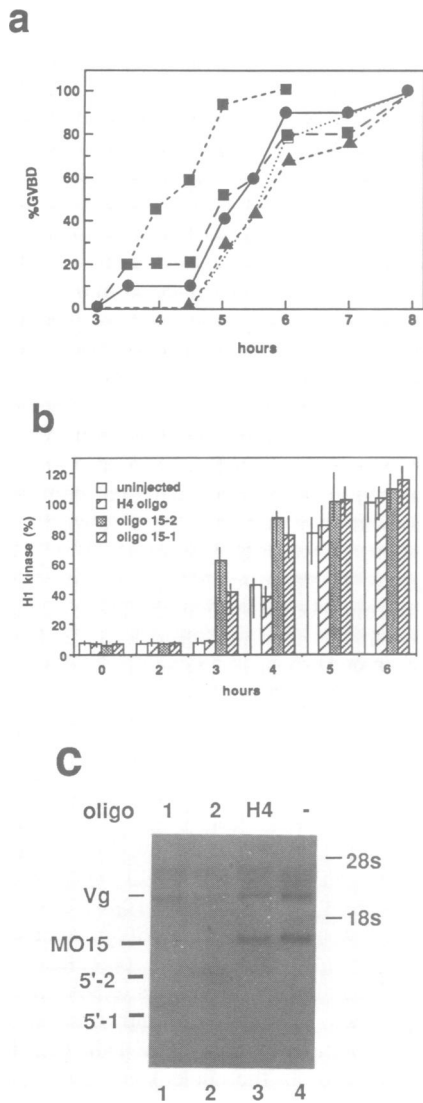 a
100
80
60
40
20
0
%GVBD
3 4 5 6 7 8
hours
b
120
100
80
60
40
20
0
H1 kinase (%)
uninjected
H4 oligo
oligo 15-2
oligo 15-1
0 2 3 4 5 6
hours
c
oligo 1 2 H4 -
28s
Vg
18s
MO15
5'-2
5'-1
1 2 3 4